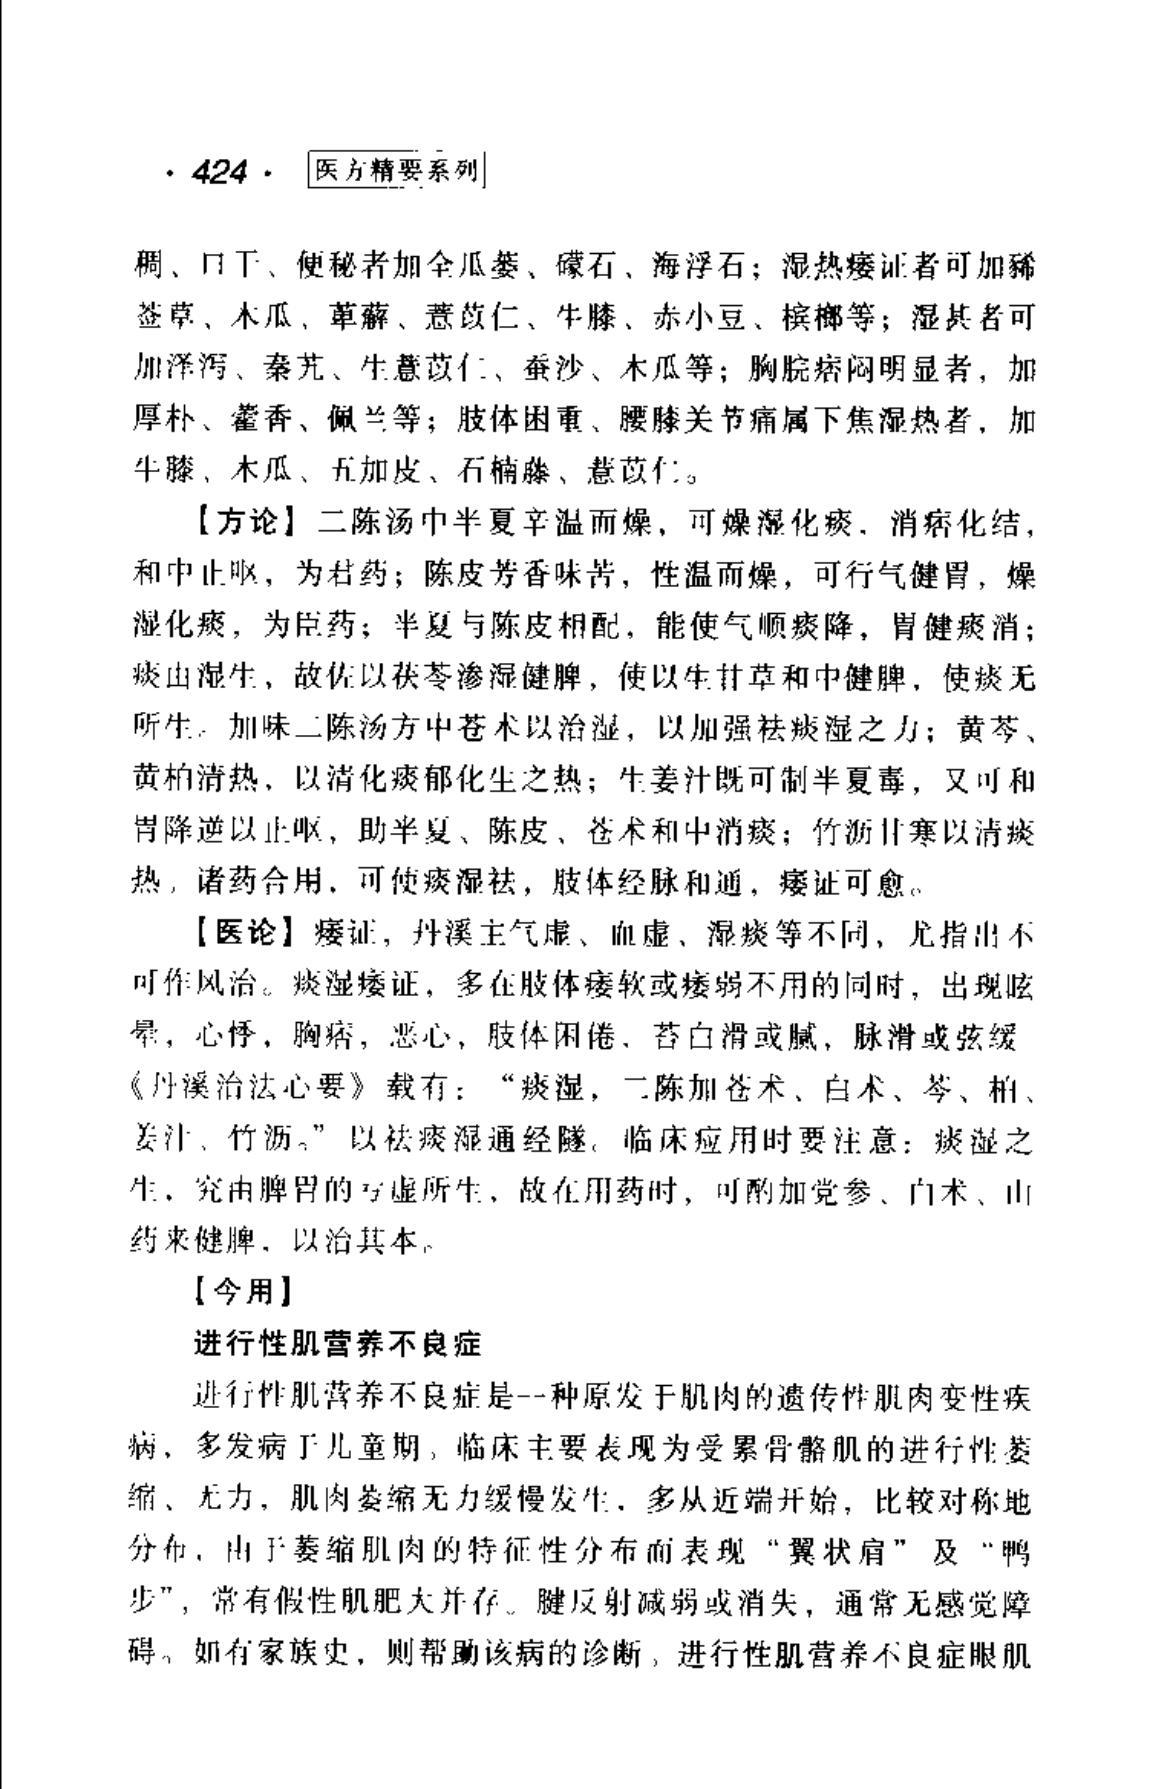 · 424 · 医方精要系列
稠、口干、便秘者加全瓜蒌、礞石、海浮石；湿热痿证者可加豨
莶草、木瓜、萆薢、薏苡仁、牛膝、赤小豆、槟榔等；湿甚者可
加泽泻、秦艽、生薏苡仁、蚕沙、木瓜等；胸脘痞闷明显者，加
厚朴、藿香、佩兰等；肢体困重、腰膝关节痛属下焦湿热者，加
牛膝、木瓜、五加皮、石楠藤、薏苡仁。
【方论】二陈汤中半夏辛温而燥，可燥湿化痰，消痞化结，
和中止呕，为君药；陈皮芳香味苦，性温而燥，可行气健胃，燥
湿化痰，为臣药；半夏与陈皮相配，能使气顺痰降，胃健痰消；
痰由湿生，故佐以茯苓渗湿健脾，使以生甘草和中健脾，使痰无
所生。加味二陈汤方中苍术以治湿，以加强祛痰湿之力；黄芩、
黄柏清热，以清化痰郁化生之热；生姜汁既可制半夏毒，又可和
胃降逆以止呕，助半夏、陈皮、苍术和中消痰；竹沥甘寒以清痰
热。诸药合用，可使痰湿祛，肢体经脉和通，痿证可愈。
【医论】痿证，丹溪主气虚、血虚、湿痰等不同，尤指出不
可作风治。痰湿痿证，多在肢体痿软或痿弱不用的同时，出现眩
晕，心悸，胸痞，恶心，肢体困倦，苔白滑或腻，脉滑或弦缓
《丹溪治法心要》载有：“痰湿，二陈加苍术、白术、芩、柏、
姜汁、竹沥。”以祛痰湿通经隧。临床应用时要注意：痰湿之
生，究由脾胃的亏虚所生，故在用药时，可酌加党参、白术、山
药来健脾，以治其本。
【今用】
进行性肌营养不良症
进行性肌营养不良症是一种原发于肌肉的遗传性肌肉变性疾
病，多发病于儿童期。临床主要表现为受累骨骼肌的进行性萎
缩、无力，肌肉萎缩无力缓慢发生，多从近端开始，比较对称地
分布，由于萎缩肌肉的特征性分布而表现“翼状肩”及“鸭
步”，常有假性肌肥大并存。腱反射减弱或消失，通常无感觉障
碍。如有家族史，则帮助该病的诊断。进行性肌营养不良症眼肌